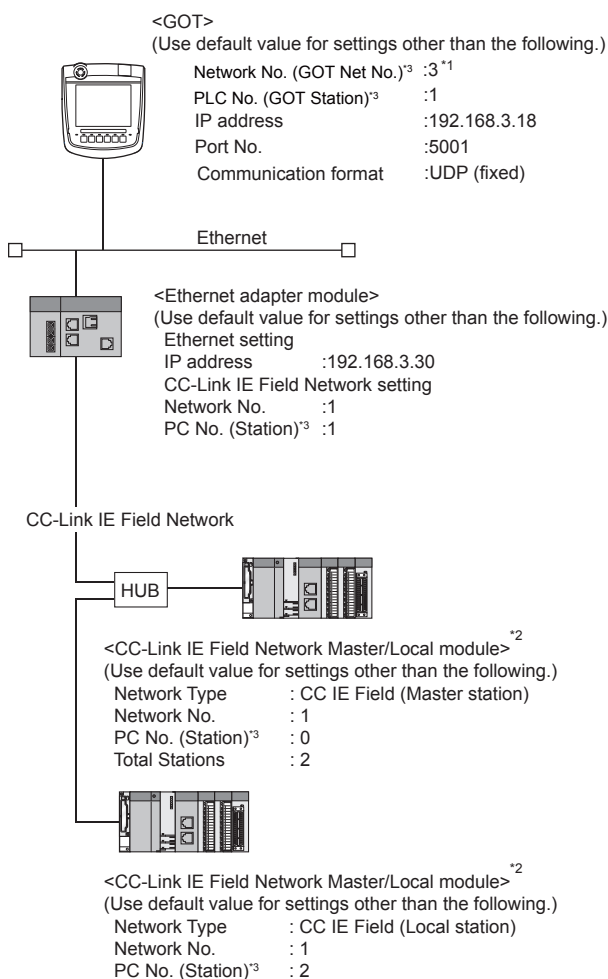 <GOT>
(Use default value for settings other than the following.)
Network No. (GOT Net No.)*3 :3 *1
PLC No. (GOT Station)*3 :1
IP address :192.168.3.18
Port No. :5001
Communication format :UDP (fixed)
Ethernet
<Ethernet adapter module>
(Use default value for settings other than the following.)
Ethernet setting
IP address :192.168.3.30
CC-Link IE Field Network setting
Network No. :1
PC No. (Station)*3 :1
CC-Link IE Field Network
HUB
<CC-Link IE Field Network Master/Local module>*2
(Use default value for settings other than the following.)
Network Type : CC IE Field (Master station)
Network No. : 1
PC No. (Station)*3 : 0
Total Stations : 2
<CC-Link IE Field Network Master/Local module>*2
(Use default value for settings other than the following.)
Network Type : CC IE Field (Local station)
Network No. : 1
PC No. (Station)*3 : 2